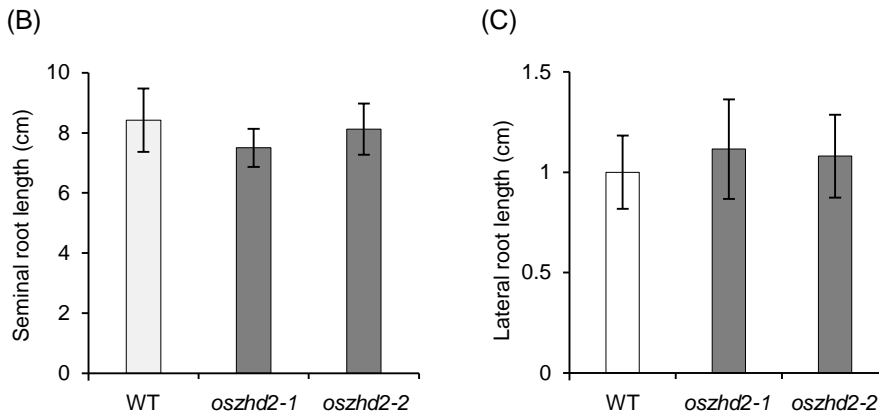 (B)
Seminal root length (cm)
10
8
6
4
2
0
WT oszhd2-1 oszhd2-2
(C)
Lateral root length (cm)
1.5
1
0.5
0
WT oszhd2-1 oszhd2-2